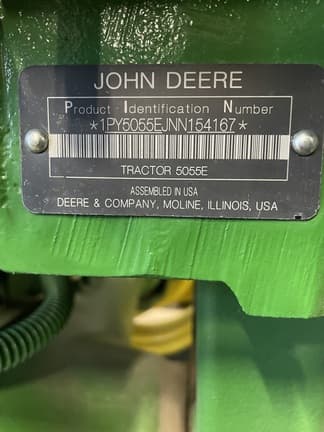 JOHN DEERE
Product Identification Number
*1PY5055EJNN154167*
TRACTOR 5055E
ASSEMBLED IN USA
DEERE & COMPANY, MOLINE, ILLINOIS, USA